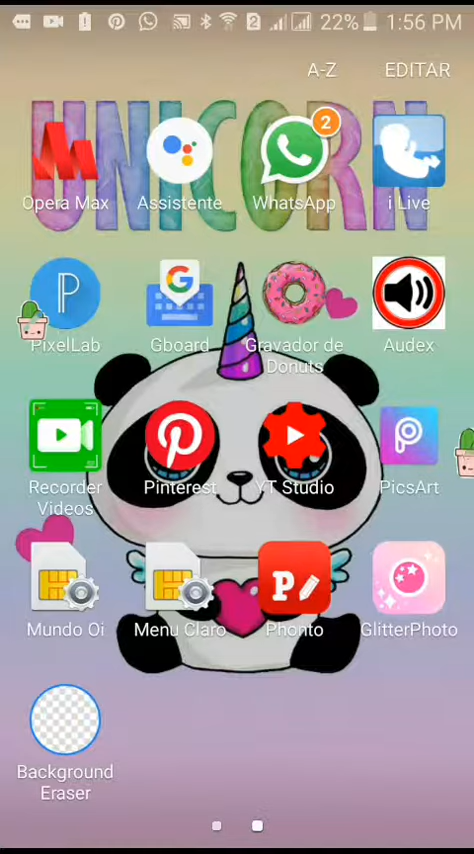 2 22% 1:56 PM
A-Z EDITAR
UNICORN
2
Opera Max Assistente WhatsApp i Live
P G
PixelLab Gboard Gravador de Donuts Audex
Recorder Videos Pinterest YT Studio PicsArt
P
Mundo Oi Menu Claro Phonto GlitterPhoto
Background
Eraser